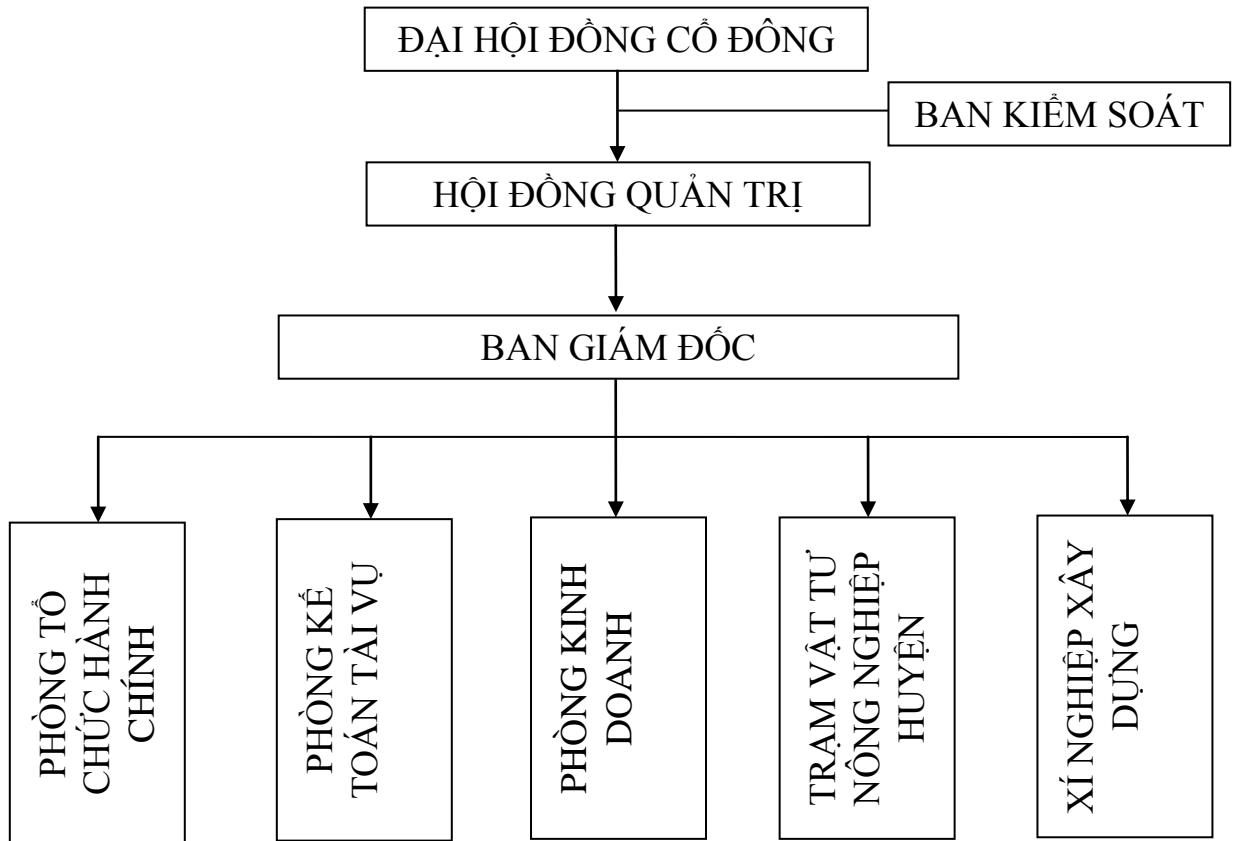 ĐẠI HỘI ĐỒNG CỔ ĐÔNG
BAN KIỂM SOÁT
HỘI ĐỒNG QUẢN TRỊ
BAN GIÁM ĐỐC
PHÒNG TỔ
CHỨC HÀNH
CHÍNH
PHÒNG KẾ
TOÁN TÀI VỤ
PHÒNG KINH
DOANH
TRẠM VẬT TƯ
NÔNG NGHIỆP
HUYỆN
XÍ NGHIỆP XÂY
DỰNG